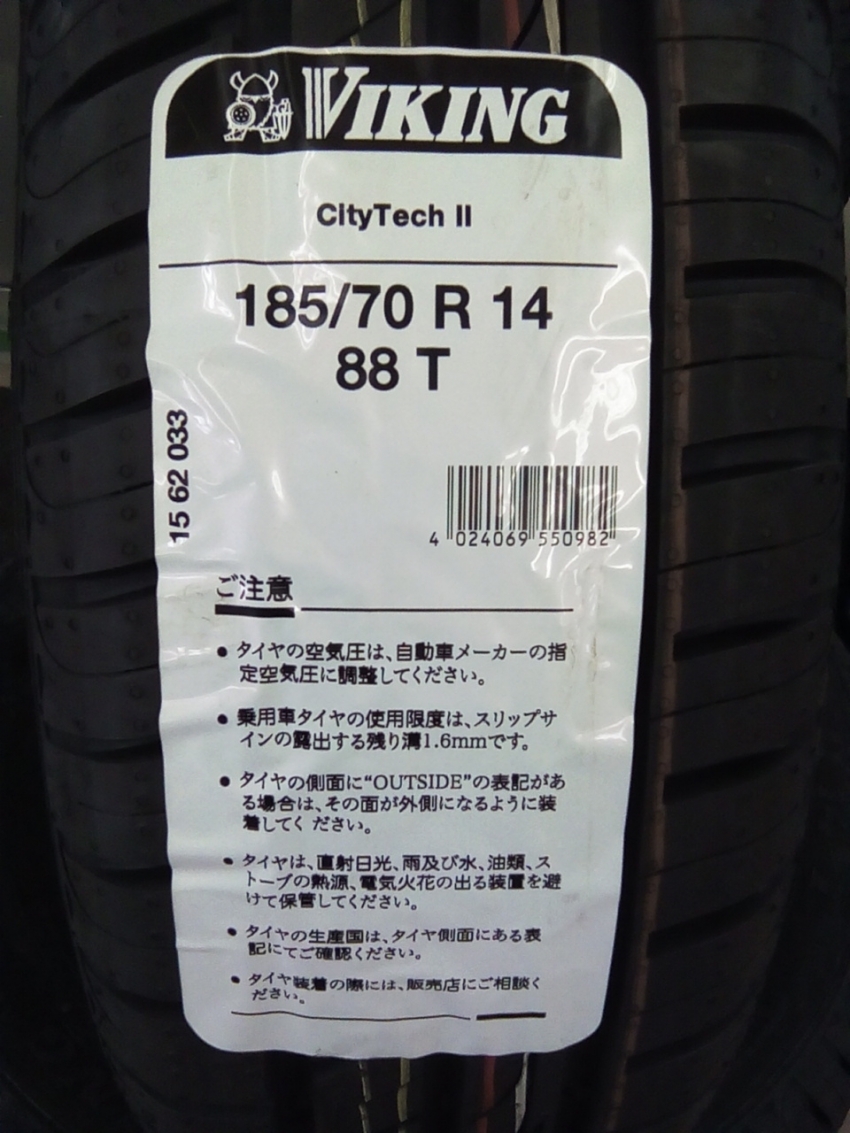 VIKING
CityTech II
185/70 R 14
88 T
15 62 033
4 024069 550982
ご注意
● タイヤの空気圧は、自動車メーカーの指
定空気圧に調整してください。
● 乗用車タイヤの使用限度は、スリップサ
インの露出する残り溝1.6mmです。
● タイヤの側面に“OUTSIDE”の表記があ
る場合は、その面が外側になるように装
着してください。
● タイヤは、直射日光、雨及び水、油類、ス
トーブの熱源、電気火花の出る装置を避
けて保管してください。
● タイヤの生産国は、タイヤ側面にある表
記にてご確認ください。
● タイヤ装着の際には、販売店にご相談く
ださい。